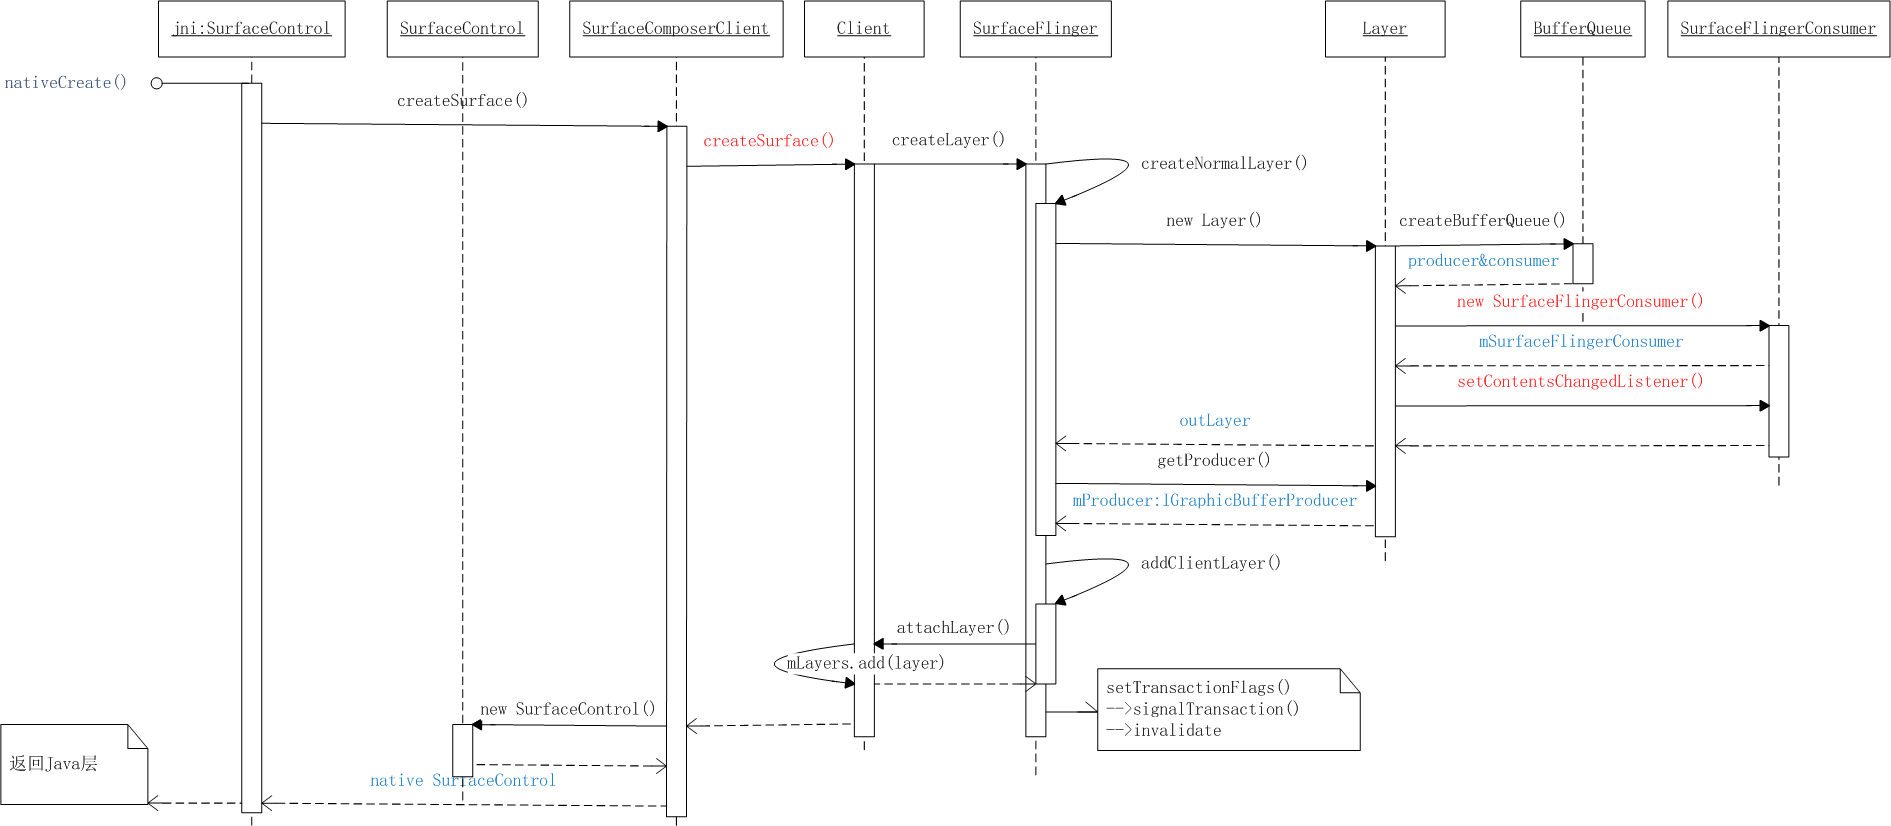 jni:SurfaceControl
SurfaceControl
SurfaceComposerClient
Client
SurfaceFlinger
Layer
BufferQueue
SurfaceFlingerConsumer
nativeCreate()
createSurface()
createSurface()
createLayer()
createNormalLayer()
new Layer()
createBufferQueue()
producer&consumer
new SurfaceFlingerConsumer()
mSurfaceFlingerConsumer
setContentsChangedListener()
outLayer
getProducer()
mProducer:lGraphicBufferProducer
addClientLayer()
attachLayer()
mLayers.add(layer)
setTransactionFlags()
-->signalTransaction()
-->invalidate
new SurfaceControl()
返回Java层
native SurfaceControl